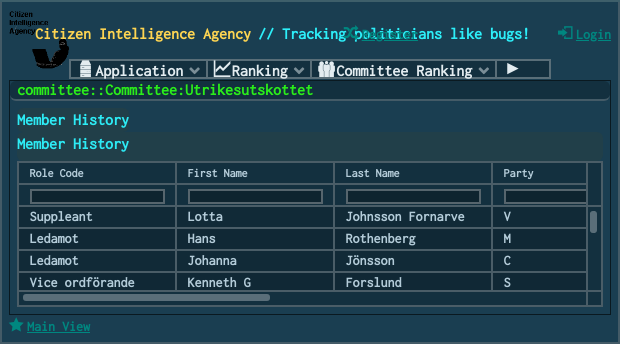 Citizen
Intelligence
Agency
Citizen Intelligence Agency // Tracking politicians like bugs!
Register
Login
Application
Ranking
Committee Ranking
committee::Committee:Utrikesutskottet
Member History
Member History
Role Code First Name Last Name Party
Suppleant Lotta Johnsson Fornarve V
Ledamot Hans Rothenberg M
Ledamot Johanna Jönsson C
Vice ordförande Kenneth G Forslund S
Main View